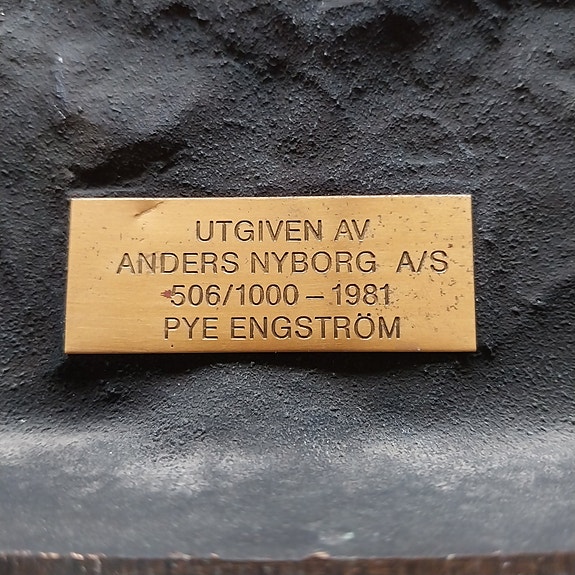 UTGIVEN AV
ANDERS NYBORG A/S
506/1000 – 1981
PYE ENGSTRÖM